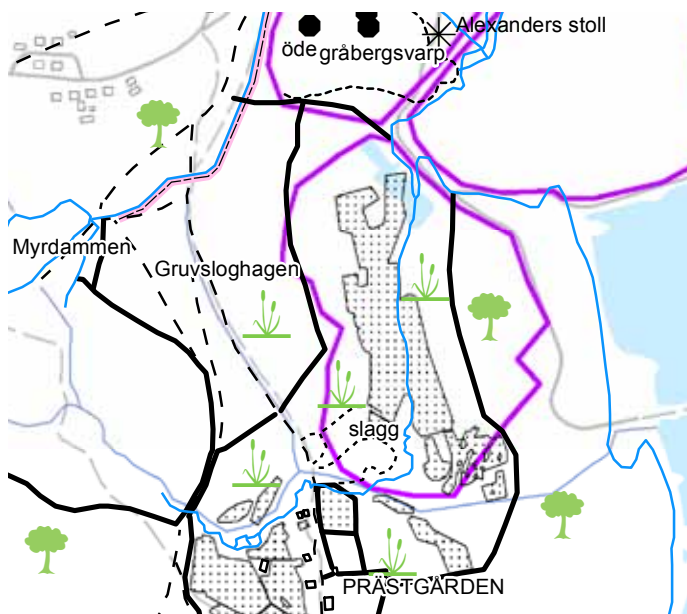 Alexanders stoll
öde gråbergsvarp
Myrdammen
Gruvsloghagen
slagg
PRÄSTGÅRDEN